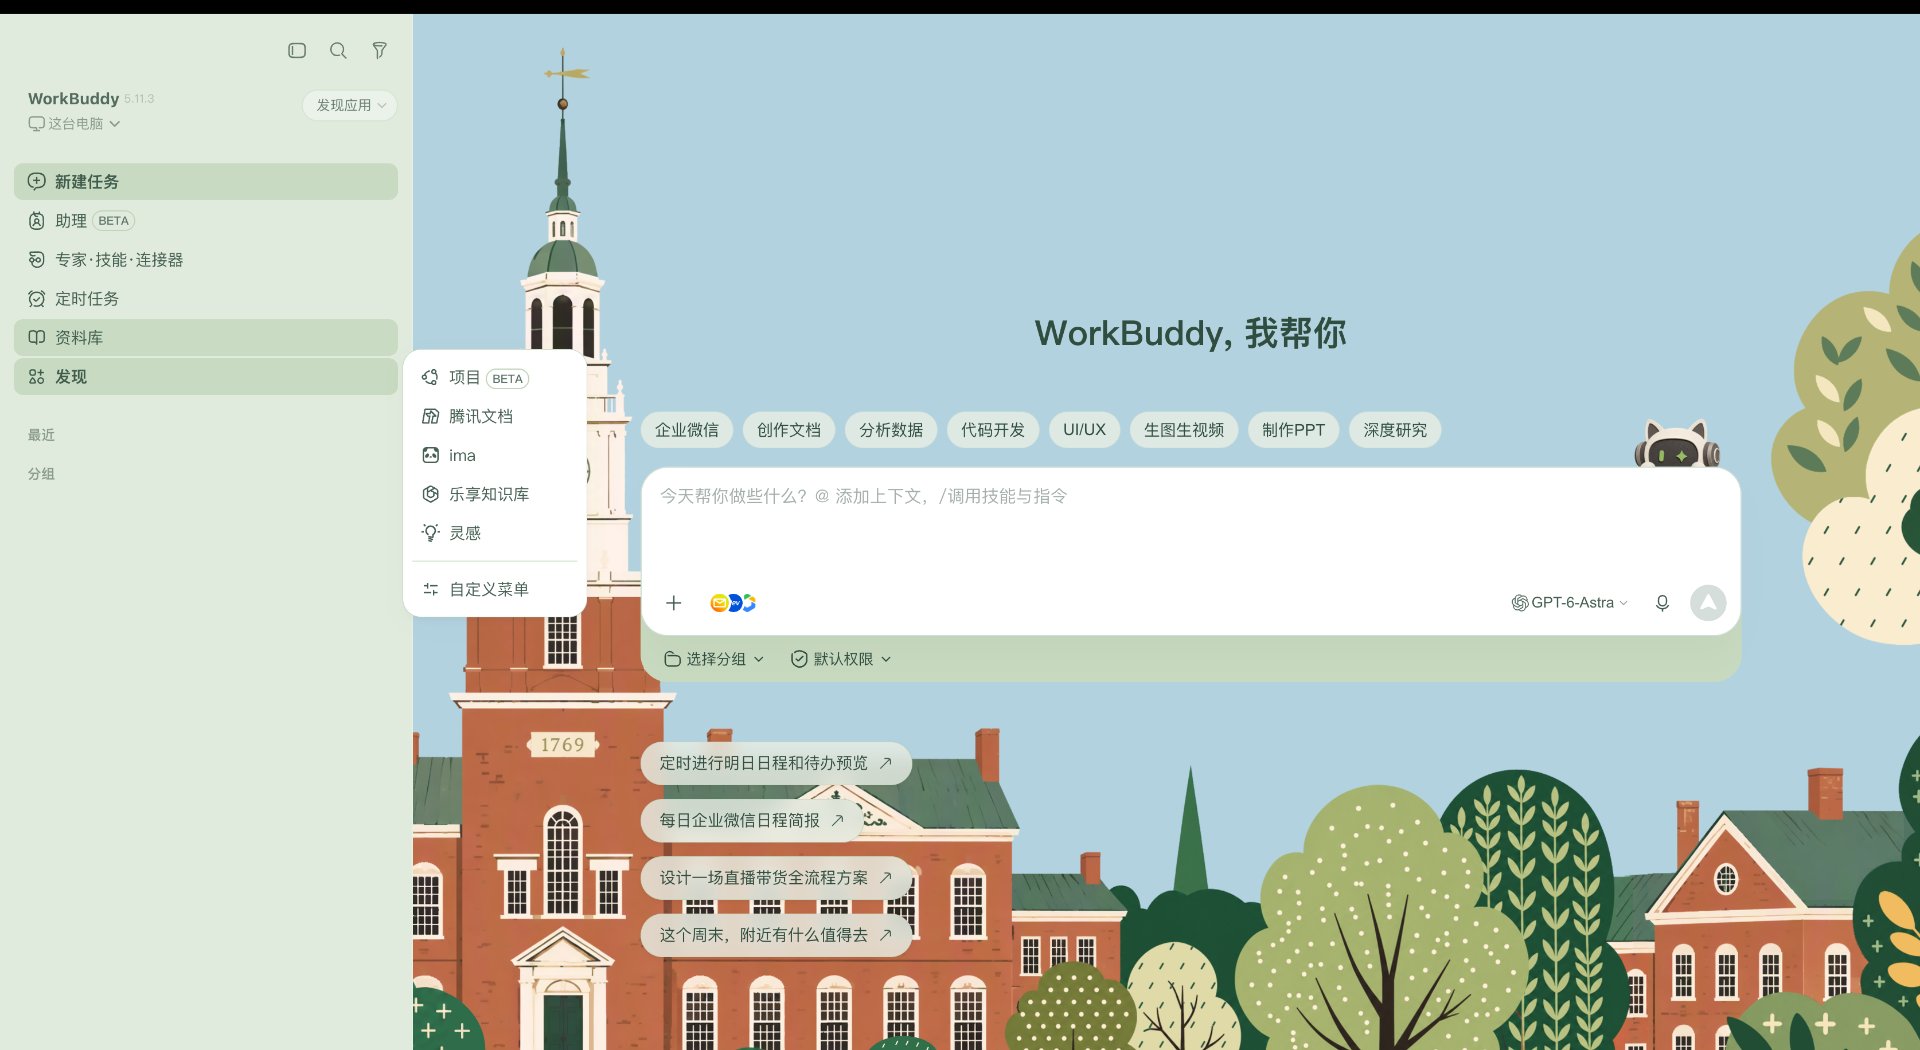 WorkBuddy 5.11.3
发现应用
这台电脑
新建任务
助理 BETA
专家·技能·连接器
定时任务
资料库
发现
最近
分组
项目 BETA
腾讯文档
ima
乐享知识库
灵感
自定义菜单
WorkBuddy, 我帮你
企业微信 创作文档 分析数据 代码开发 UI/UX 生图生视频 制作PPT 深度研究
今天帮你做些什么？@ 添加上下文，/调用技能与指令
GPT-6-Astra
选择分组 默认权限
1769
定时进行明日日程和待办预览
每日企业微信日程简报
设计一场直播带货全流程方案
这个周末，附近有什么值得去